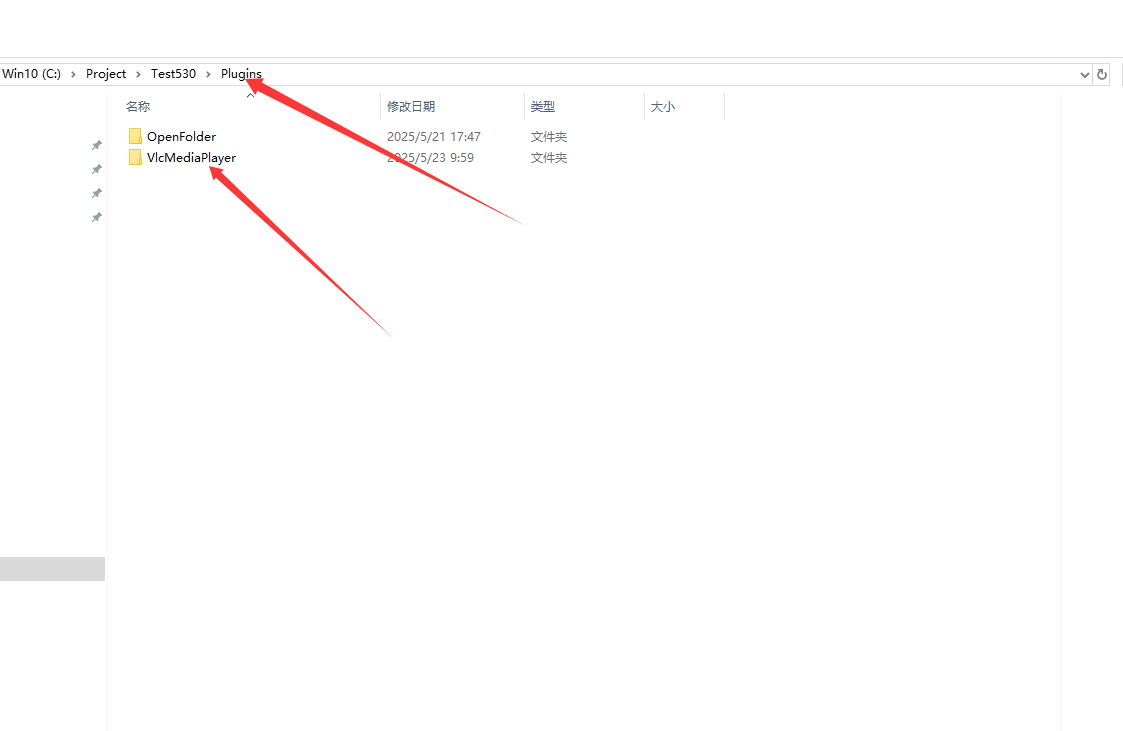 Win10 (C:) > Project > Test530 > Plugins
名称 修改日期 类型 大小
OpenFolder 2025/5/21 17:47 文件夹
VlcMediaPlayer 2025/5/23 9:59 文件夹